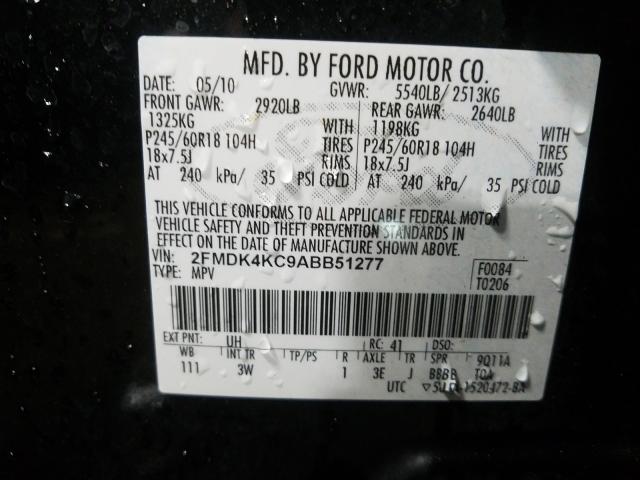 MFD. BY FORD MOTOR CO.
DATE: 05/10 GVWR: 5540LB/ 2513KG
FRONT GAWR: 2920LB REAR GAWR: 2640LB
1325KG WITH 1198KG WITH
P245/60R18 104H TIRES P245/60R18 104H TIRES
18x7.5J RIMS 18x7.5J RIMS
AT 240 kPa/ 35 PSI COLD AT 240 kPa/ 35 PSI COLD
THIS VEHICLE CONFORMS TO ALL APPLICABLE FEDERAL MOTOR
VEHICLE SAFETY AND THEFT PREVENTION STANDARDS IN
EFFECT ON THE DATE OF MANUFACTURE SHOWN ABOVE.
VIN: 2FMDK4KC9ABB51277 F0084
TYPE: MPV T0206
EXT PNT: UH RC: 41 DSO:
WB INT TR TP/PS R AXLE TR SPR 9Q11A
111 3W 1 3E J BBBB
UTC